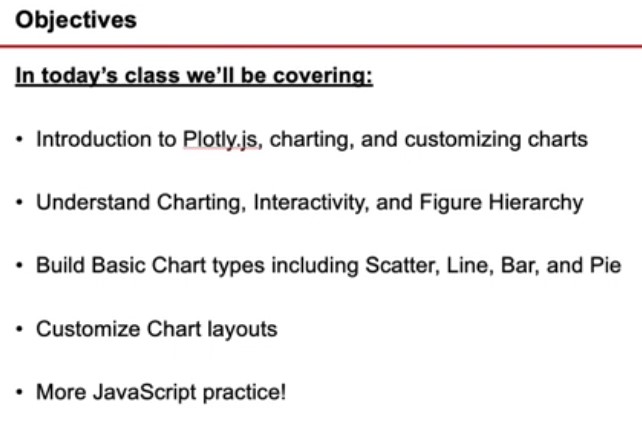 Objectives
In today's class we'll be covering:
• Introduction to Plotly.js, charting, and customizing charts
• Understand Charting, Interactivity, and Figure Hierarchy
• Build Basic Chart types including Scatter, Line, Bar, and Pie
• Customize Chart layouts
• More JavaScript practice!